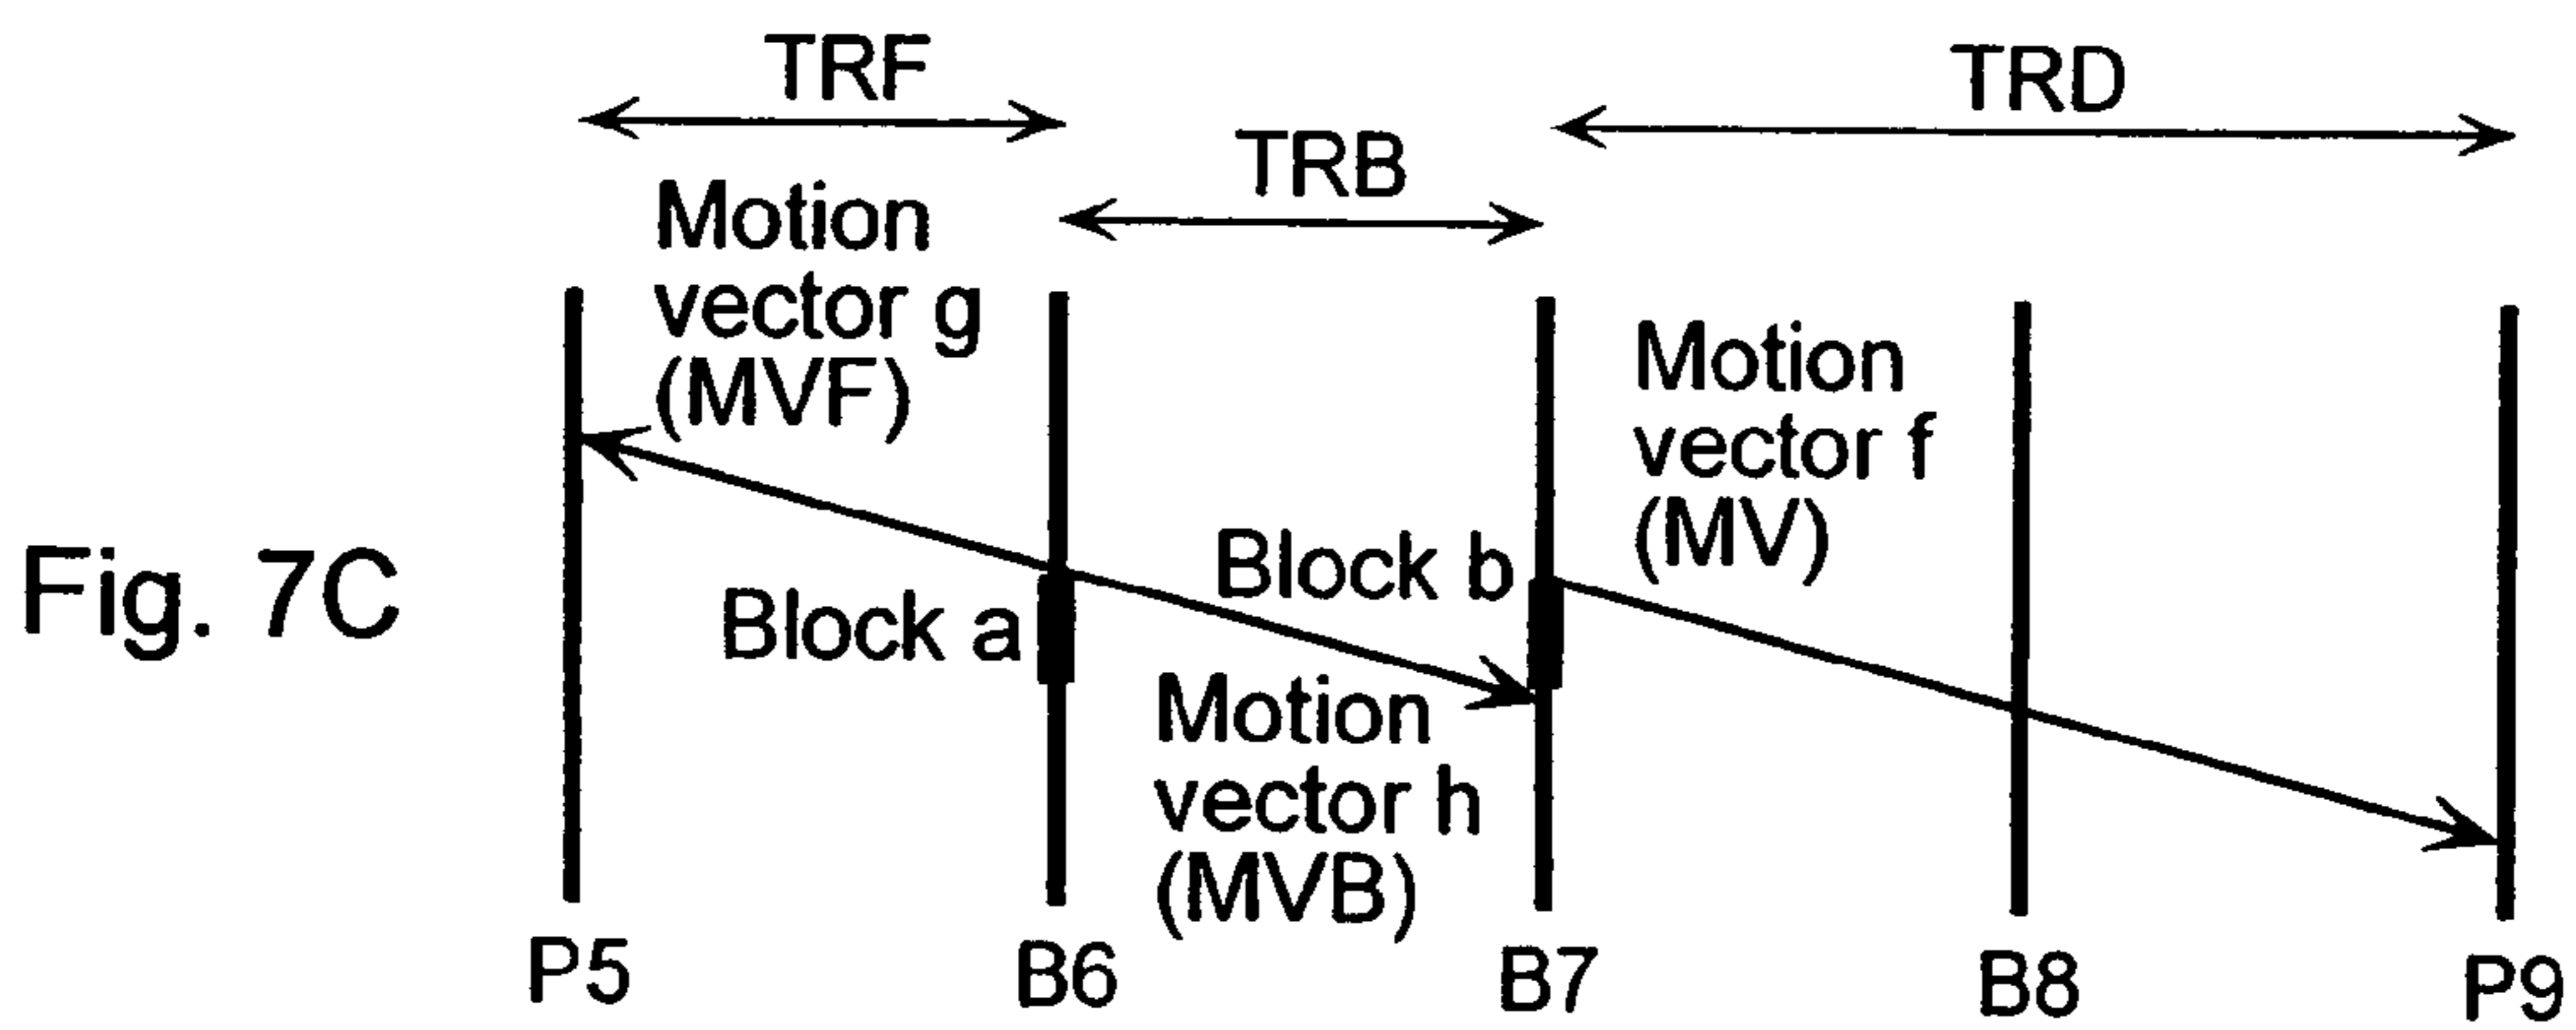 TRF
TRD
TRB
Motion
vector g
(MVF)
Motion
vector f
(MV)
Fig. 7C
Block a
Block b
Motion
vector h
(MVB)
P5
B6
B7
B8
P9